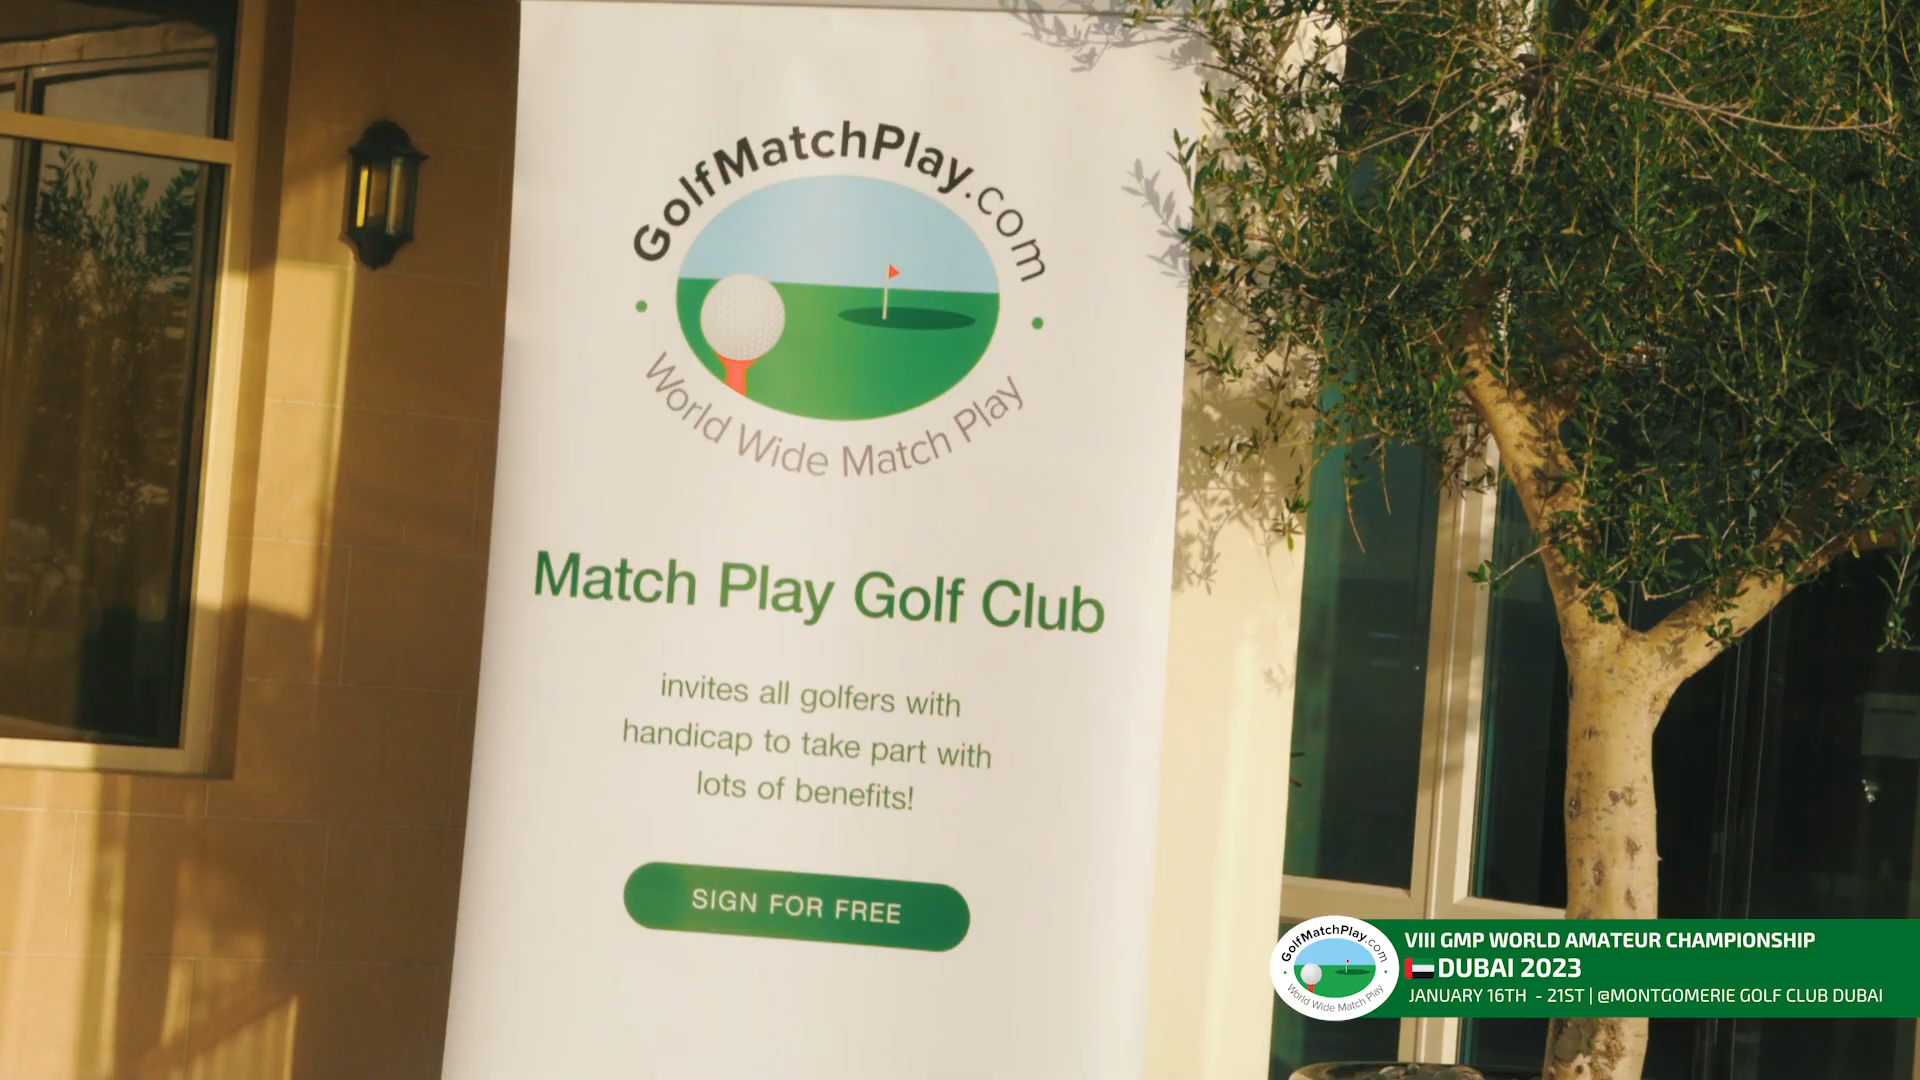 GolfMatchPlay.com
World Wide Match Play
Match Play Golf Club
invites all golfers with
handicap to take part with
lots of benefits!
SIGN FOR FREE
GolfMatchPlay.com
World Wide Match Play
VIII GMP WORLD AMATEUR CHAMPIONSHIP
DUBAI 2023
JANUARY 16TH - 21ST | @MONTGOMERIE GOLF CLUB DUBAI